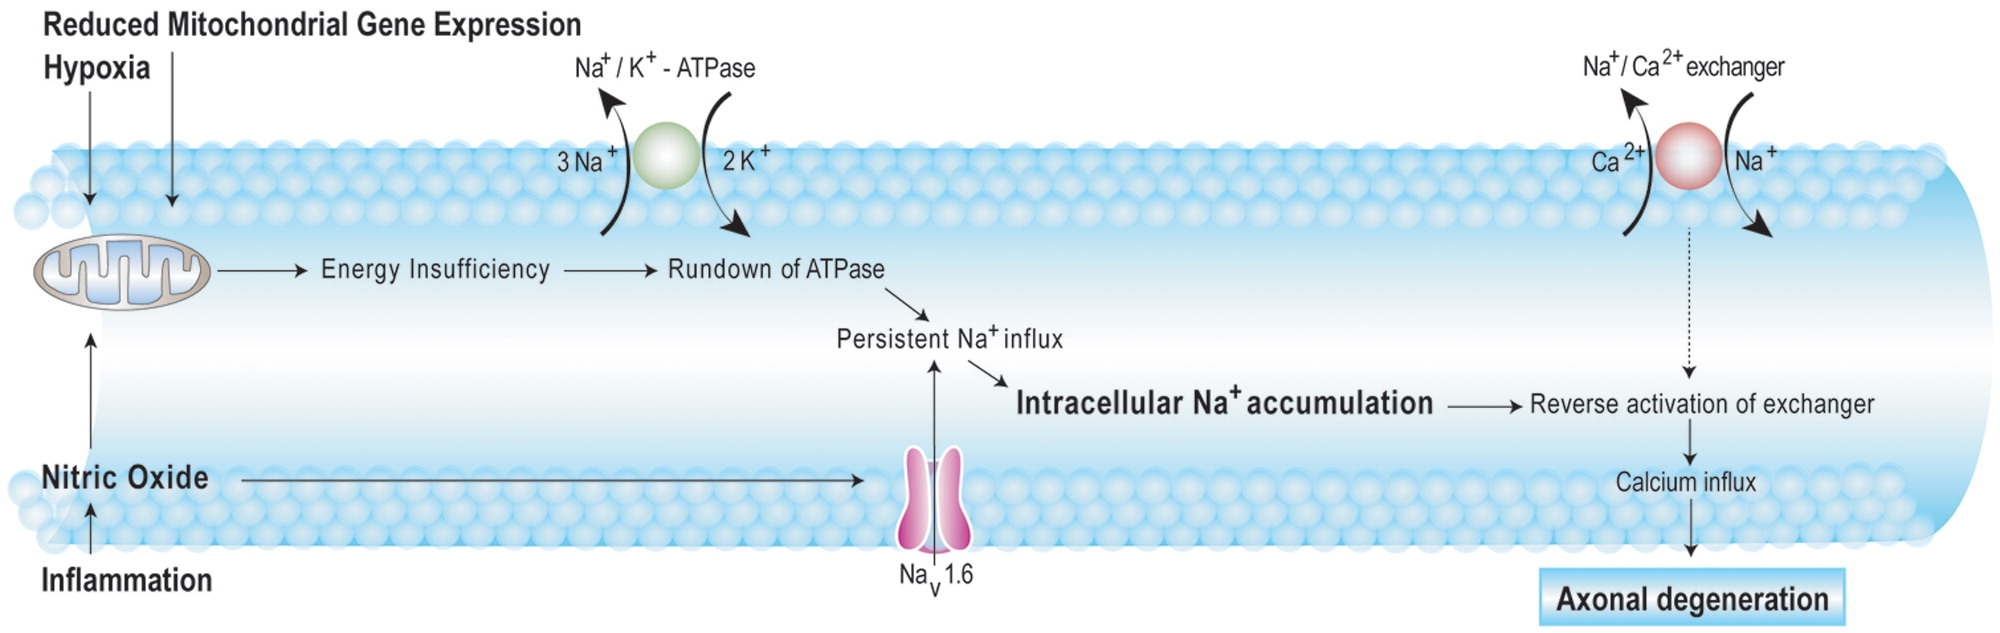 Reduced Mitochondrial Gene Expression
Hypoxia
Na+ / K+ - ATPase
Na+/ Ca2+ exchanger
3 Na+
2 K+
Ca2+
Na+
Energy Insufficiency
Rundown of ATPase
Persistent Na+ influx
Intracellular Na+ accumulation
Reverse activation of exchanger
Nitric Oxide
Calcium influx
Inflammation
Nav 1.6
Axonal degeneration